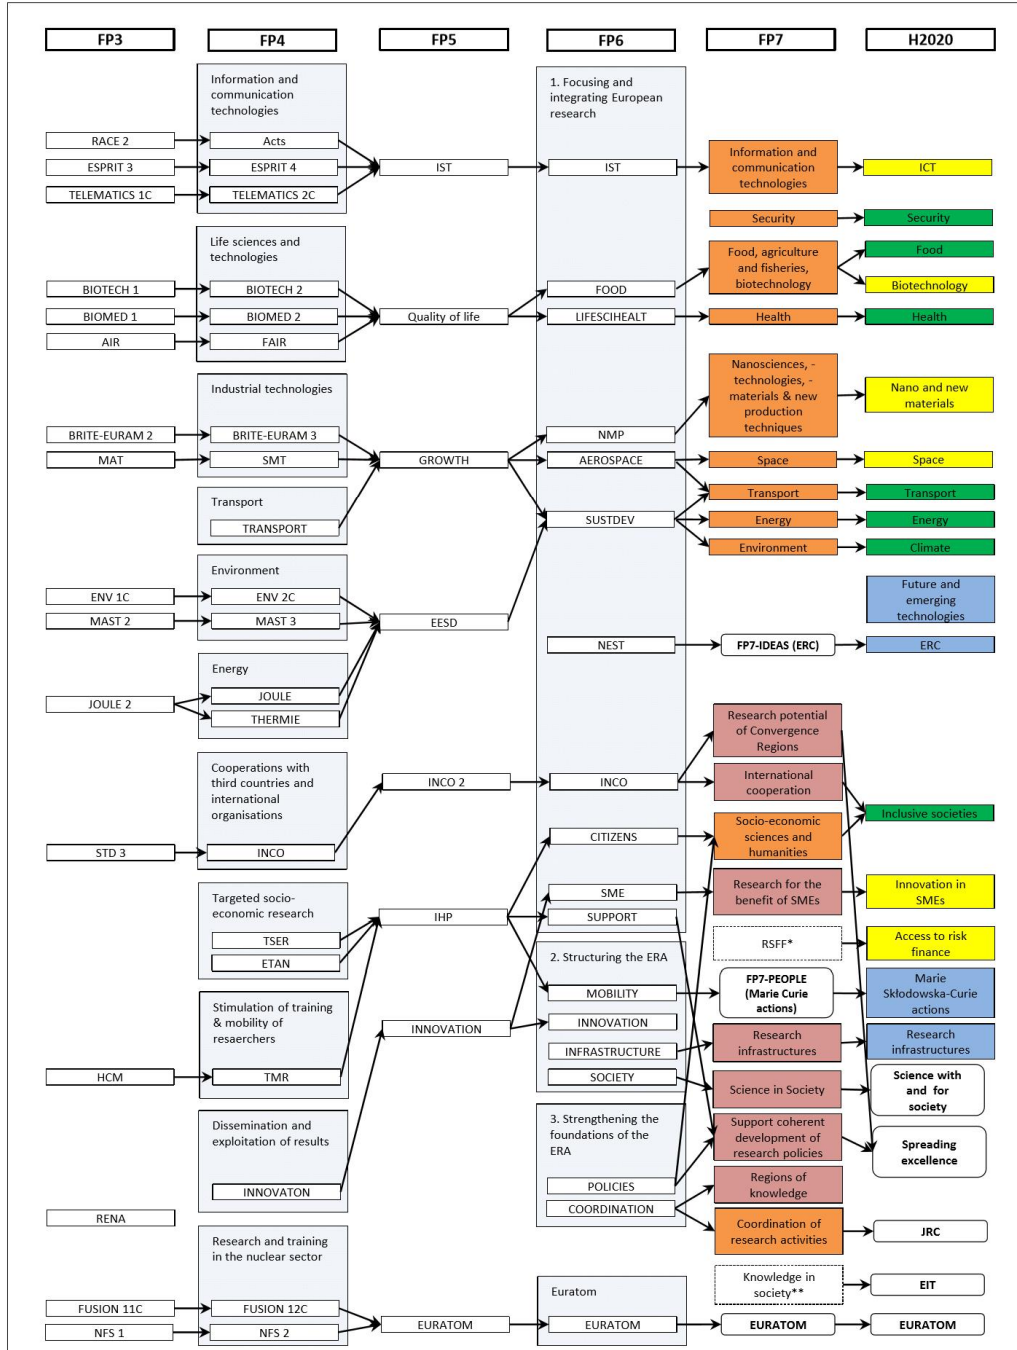 FP3
FP4
FP5
FP6
FP7
H2020
Information and
communication
technologies
1. Focusing and
integrating European
research
RACE 2
Acts
ESPRIT 3
ESPRIT 4
IST
IST
Information and
communication
technologies
ICT
TELEMATICS 1C
TELEMATICS 2C
Security
Security
Life sciences and
technologies
Food, agriculture
and fisheries,
biotechnology
Food
Biotechnology
BIOTECH 1
BIOTECH 2
FOOD
BIOMED 1
BIOMED 2
Quality of life
LIFESCIHEALT
Health
Health
AIR
FAIR
Industrial technologies
Nanosciences, -
technologies, -
materials & new
production
techniques
Nano and new
materials
BRITE-EURAM 2
BRITE-EURAM 3
NMP
MAT
SMT
GROWTH
AEROSPACE
Space
Space
Transport
TRANSPORT
Transport
Transport
SUSTDEV
Energy
Energy
Environment
Climate
Environment
ENV 1C
ENV 2C
MAST 2
MAST 3
EESD
Future and
emerging
technologies
NEST
FP7-IDEAS (ERC)
ERC
Energy
JOULE 2
JOULE
THERMIE
Research potential
of Convergence
Regions
Cooperations with
third countries and
international
organisations
INCO 2
INCO
International
cooperation
Inclusive societies
STD 3
INCO
CITIZENS
Socio-economic
sciences and
humanities
Targeted socio-
economic research
SME
Research for the
benefit of SMEs
Innovation in
SMEs
IHP
SUPPORT
TSER
ETAN
RSFF*
Access to risk
finance
2. Structuring the ERA
MOBILITY
FP7-PEOPLE
(Marie Curie
actions)
Marie
Skłodowska-Curie
actions
Stimulation of training
& mobility of
resaerchers
INNOVATION
INNOVATION
INFRASTRUCTURE
Research
infrastructures
Research
infrastructures
HCM
TMR
SOCIETY
Science in Society
Science with
and for
society
Dissemination and
exploitation of results
3. Strengthening the
foundations of the
ERA
Support coherent
development of
research policies
Spreading
excellence
INNOVATON
POLICIES
Regions of
knowledge
COORDINATION
RENA
Coordination of
research activities
JRC
Research and training
in the nuclear sector
Knowledge in
society**
EIT
Euratom
FUSION 11C
FUSION 12C
NFS 1
NFS 2
EURATOM
EURATOM
EURATOM
EURATOM